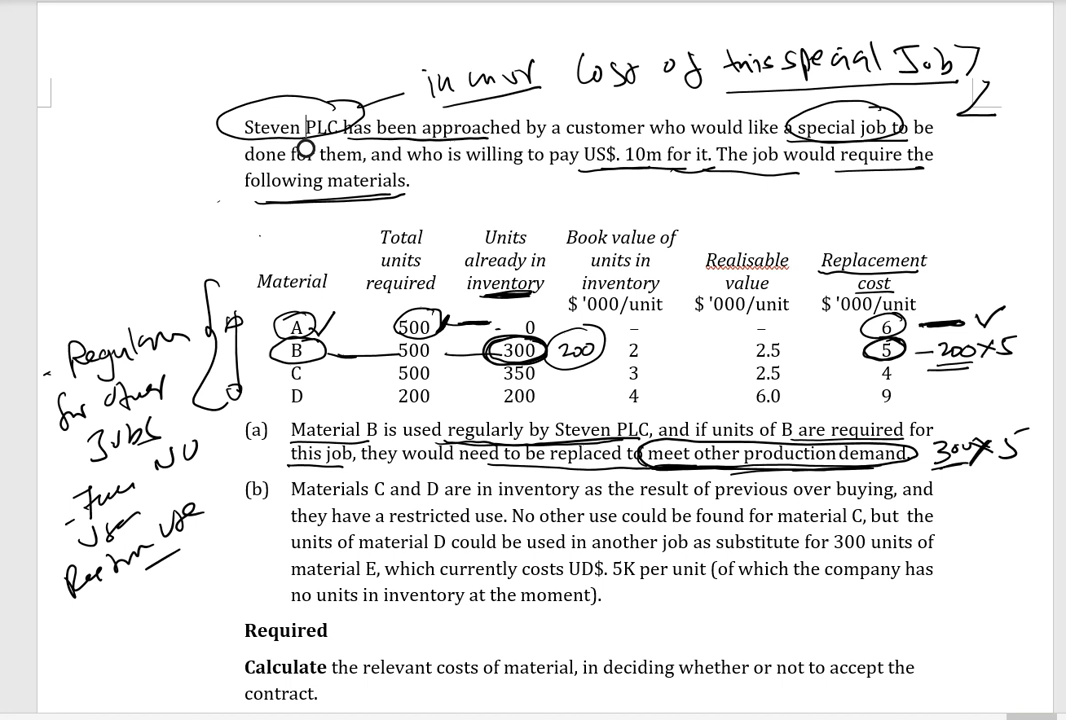 Cost of this special Job?
Steven PLC has been approached by a customer who would like a special job to be
done for them, and who is willing to pay US$. 10m for it. The job would require the
following materials.
Total Units Book value of
units already in units in Realisable Replacement
Material required inventory inventory value cost
$ '000/unit $ '000/unit $ '000/unit
A 500 - 0 – – 6
B 500 300 200 2 2.5 5 – 200×5
C 500 350 3 2.5 4
D 200 200 4 6.0 9
- Regular
for other
Jobs
NO
(a) Material B is used regularly by Steven PLC, and if units of B are required for
this job, they would need to be replaced to meet other production demand. 300×5
(b) Materials C and D are in inventory as the result of previous over buying, and
they have a restricted use. No other use could be found for material C, but the
units of material D could be used in another job as substitute for 300 units of
material E, which currently costs UD$. 5K per unit (of which the company has
no units in inventory at the moment).
use
Required
Calculate the relevant costs of material, in deciding whether or not to accept the
contract.